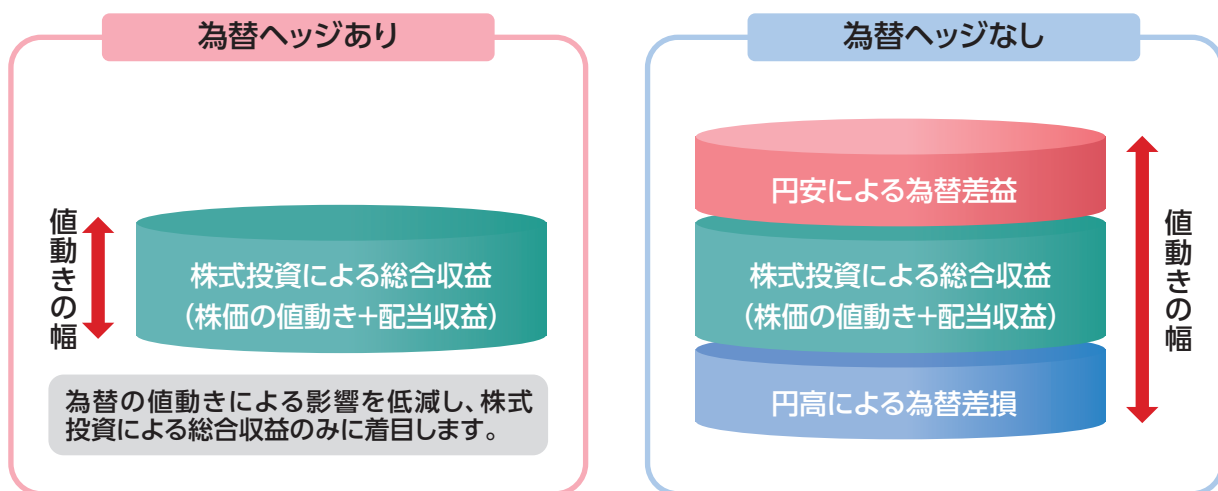 為替ヘッジあり
値動きの幅
株式投資による総合収益
（株価の値動き+配当収益）
為替の値動きによる影響を低減し、株式
投資による総合収益のみに着目します。
為替ヘッジなし
円安による為替差益
株式投資による総合収益
（株価の値動き+配当収益）
円高による為替差損
値動きの幅